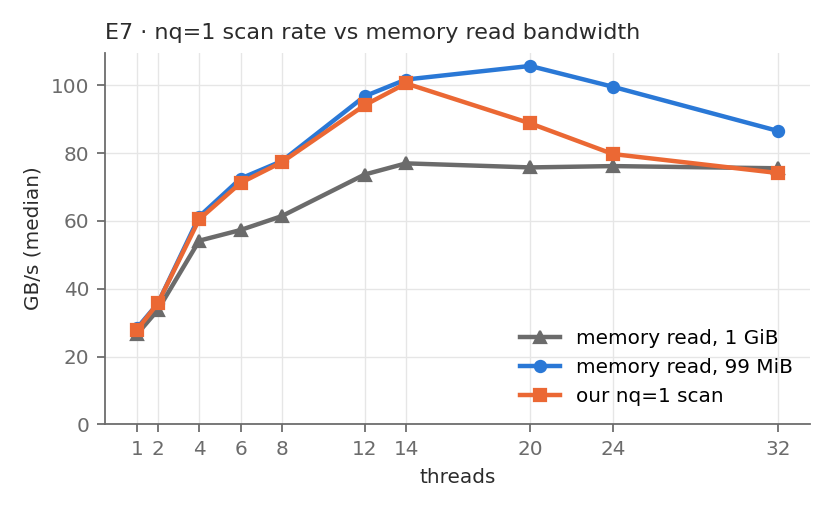 E7 · nq=1 scan rate vs memory read bandwidth
GB/s (median)
100
80
60
40
20
0
memory read, 1 GiB
memory read, 99 MiB
our nq=1 scan
1 2 4 6 8 12 14 20 24 32
threads